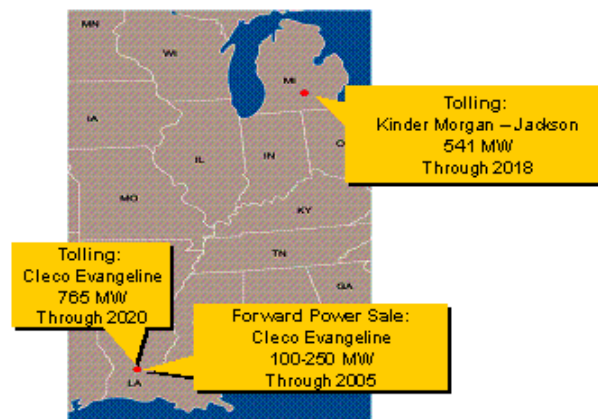 MN
WI
MI
IA
IL
IN
O
MO
KY
TN
GA
LA
Tolling:
Kinder Morgan – Jackson
541 MW
Through 2018
Tolling:
Cleco Evangeline
765 MW
Through 2020
Forward Power Sale:
Cleco Evangeline
100-250 MW
Through 2005